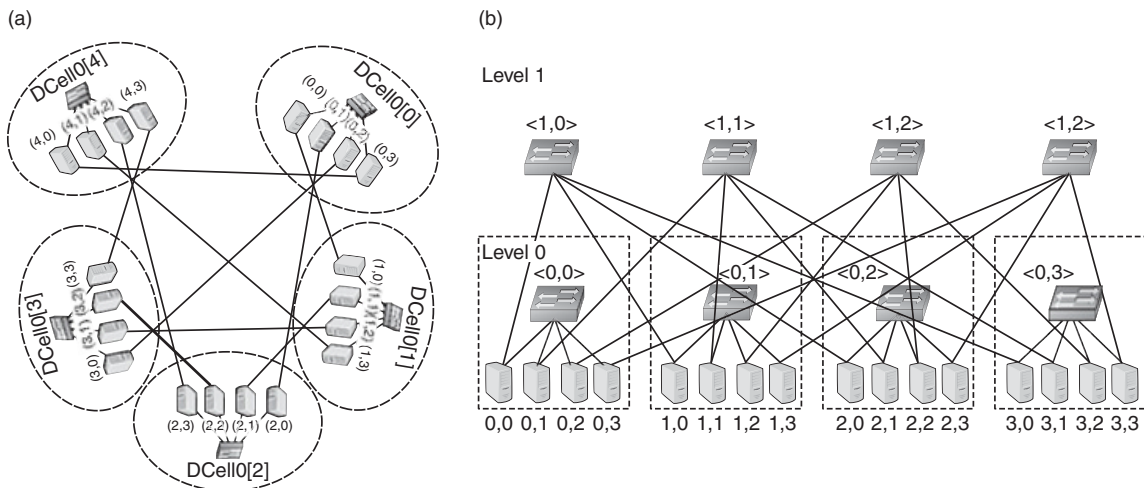 (a)
DCell0[4]
(4,0)
(4,1)
(4,2)
(4,3)
DCell0[0]
(0,0)
(0,1)
(0,2)
(0,3)
DCell0[3]
(3,3)
(3,2)
(3,1)
(3,0)
DCell0[1]
(1,0)
(1,3)
(2,3)
(2,2)
(2,1)
(2,0)
DCell0[2]
(b)
Level 1
<1,0>
<1,1>
<1,2>
<1,2>
Level 0
<0,0>
<0,1>
<0,2>
<0,3>
0,0 0,1 0,2 0,3
1,0 1,1 1,2 1,3
2,0 2,1 2,2 2,3
3,0 3,1 3,2 3,3